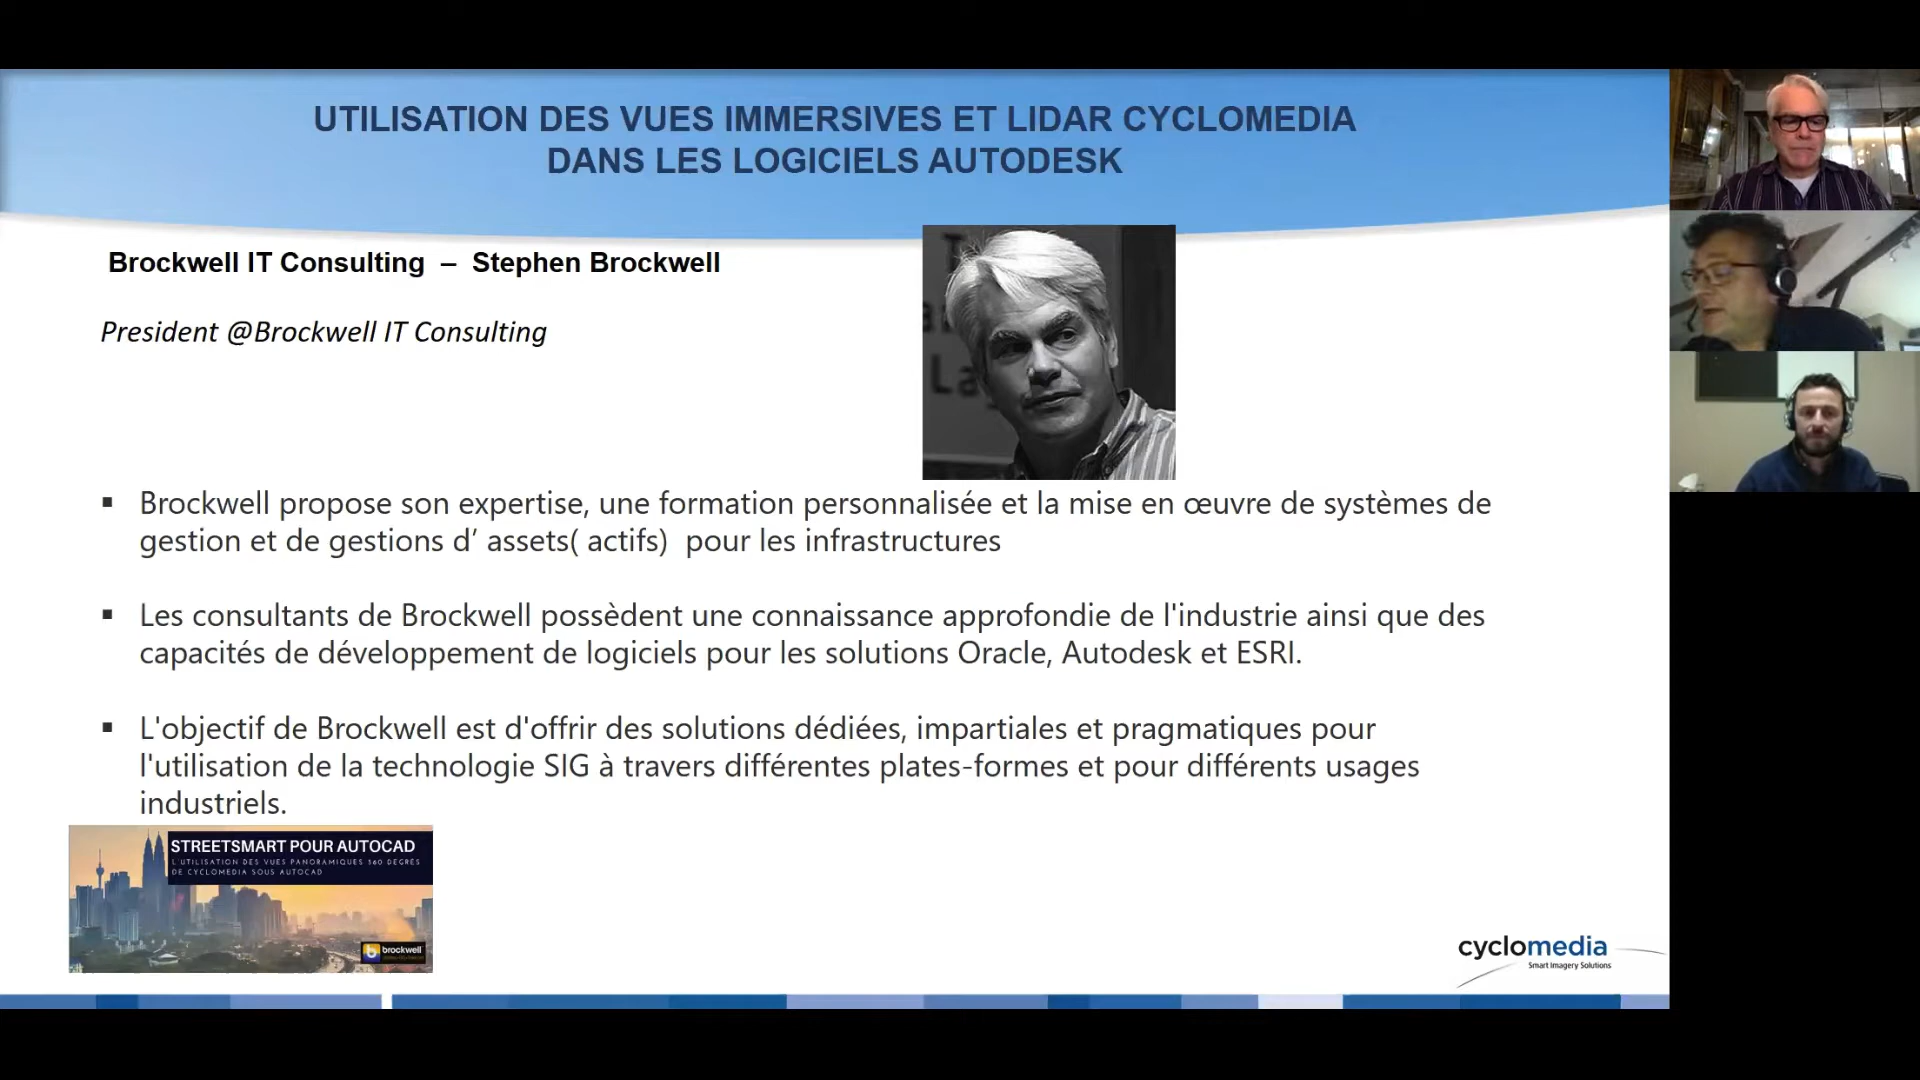 UTILISATION DES VUES IMMERSIVES ET LIDAR CYCLOMEDIA
DANS LES LOGICIELS AUTODESK
Brockwell IT Consulting – Stephen Brockwell
President @Brockwell IT Consulting
▪ Brockwell propose son expertise, une formation personnalisée et la mise en œuvre de systèmes de
gestion et de gestions d’ assets( actifs) pour les infrastructures
▪ Les consultants de Brockwell possèdent une connaissance approfondie de l'industrie ainsi que des
capacités de développement de logiciels pour les solutions Oracle, Autodesk et ESRI.
▪ L'objectif de Brockwell est d'offrir des solutions dédiées, impartiales et pragmatiques pour
l'utilisation de la technologie SIG à travers différentes plates-formes et pour différents usages
industriels.
STREETSMART POUR AUTOCAD
L'UTILISATION DES VUES PANORAMIQUES 360 DEGRÉS
DE CYCLOMEDIA SOUS AUTOCAD
brockwell
cyclomedia
Smart Imagery Solutions